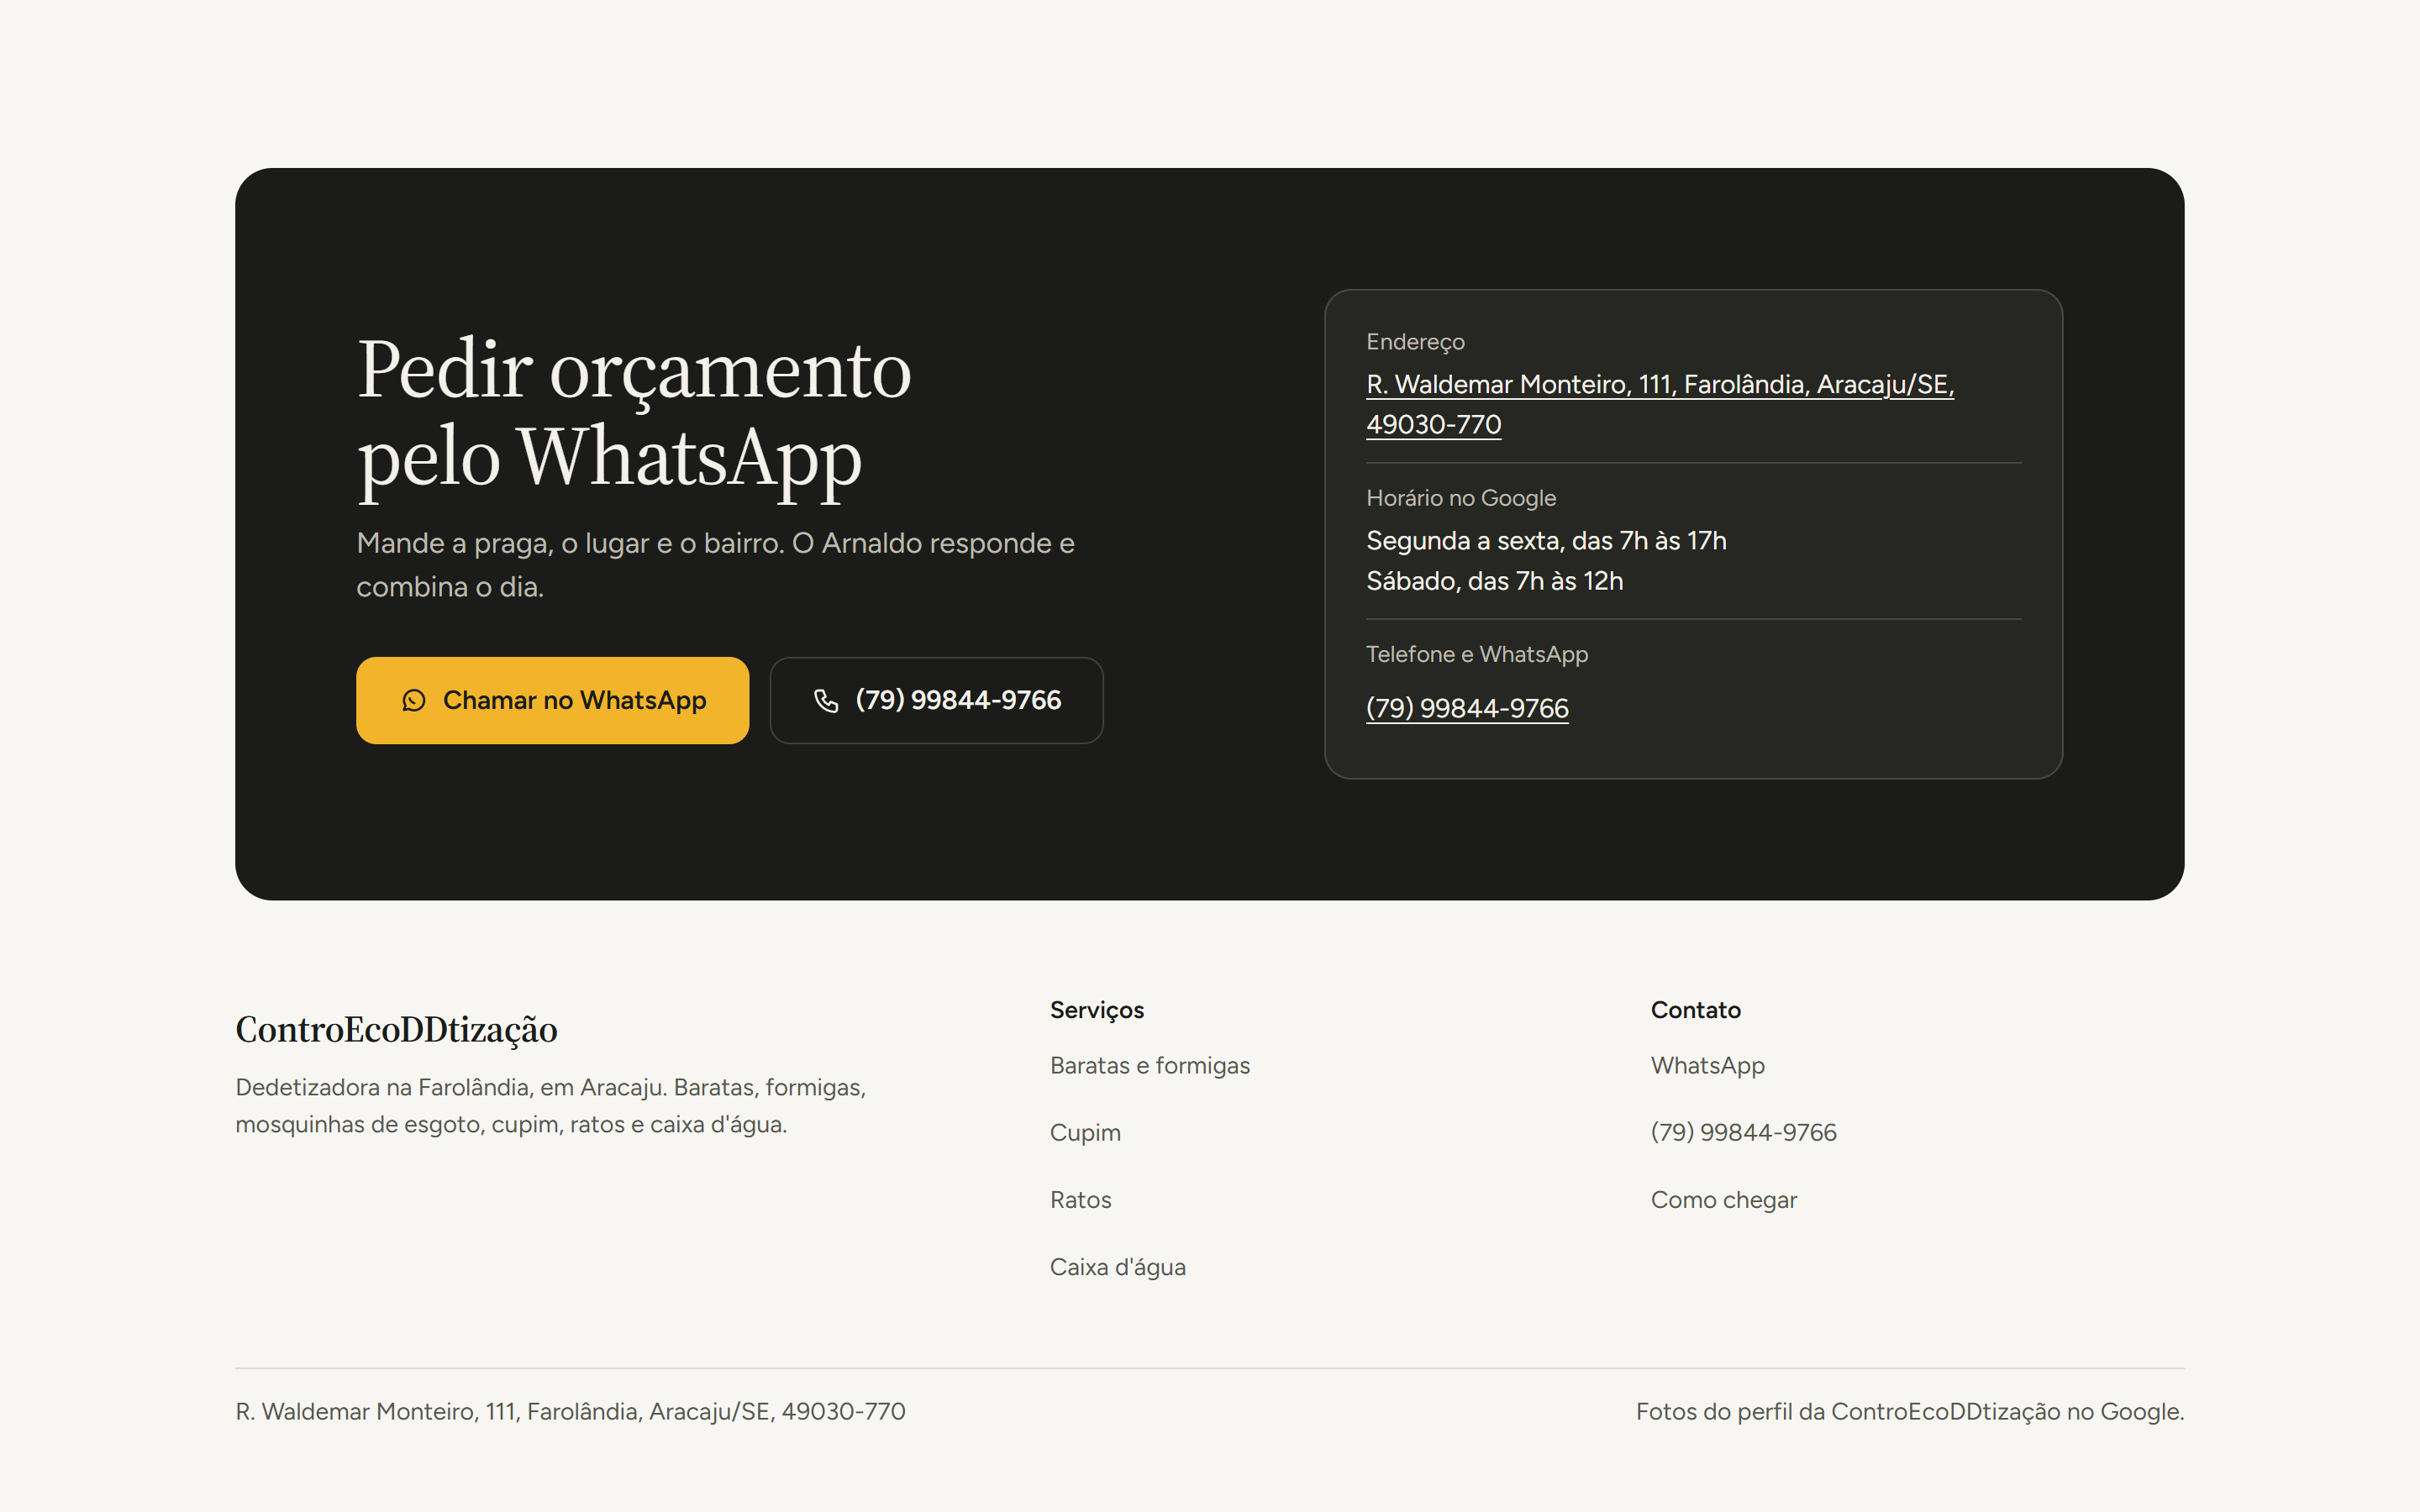 Pedir orçamento
pelo WhatsApp
Mande a praga, o lugar e o bairro. O Arnaldo responde e
combina o dia.
Chamar no WhatsApp
(79) 99844-9766
Endereço
R. Waldemar Monteiro, 111, Farolândia, Aracaju/SE,
49030-770
Horário no Google
Segunda a sexta, das 7h às 17h
Sábado, das 7h às 12h
Telefone e WhatsApp
(79) 99844-9766
ControEcoDDtização
Dedetizadora na Farolândia, em Aracaju. Baratas, formigas,
mosquinhas de esgoto, cupim, ratos e caixa d'água.
Serviços
Baratas e formigas
Cupim
Ratos
Caixa d'água
Contato
WhatsApp
(79) 99844-9766
Como chegar
R. Waldemar Monteiro, 111, Farolândia, Aracaju/SE, 49030-770
Fotos do perfil da ControEcoDDtização no Google.